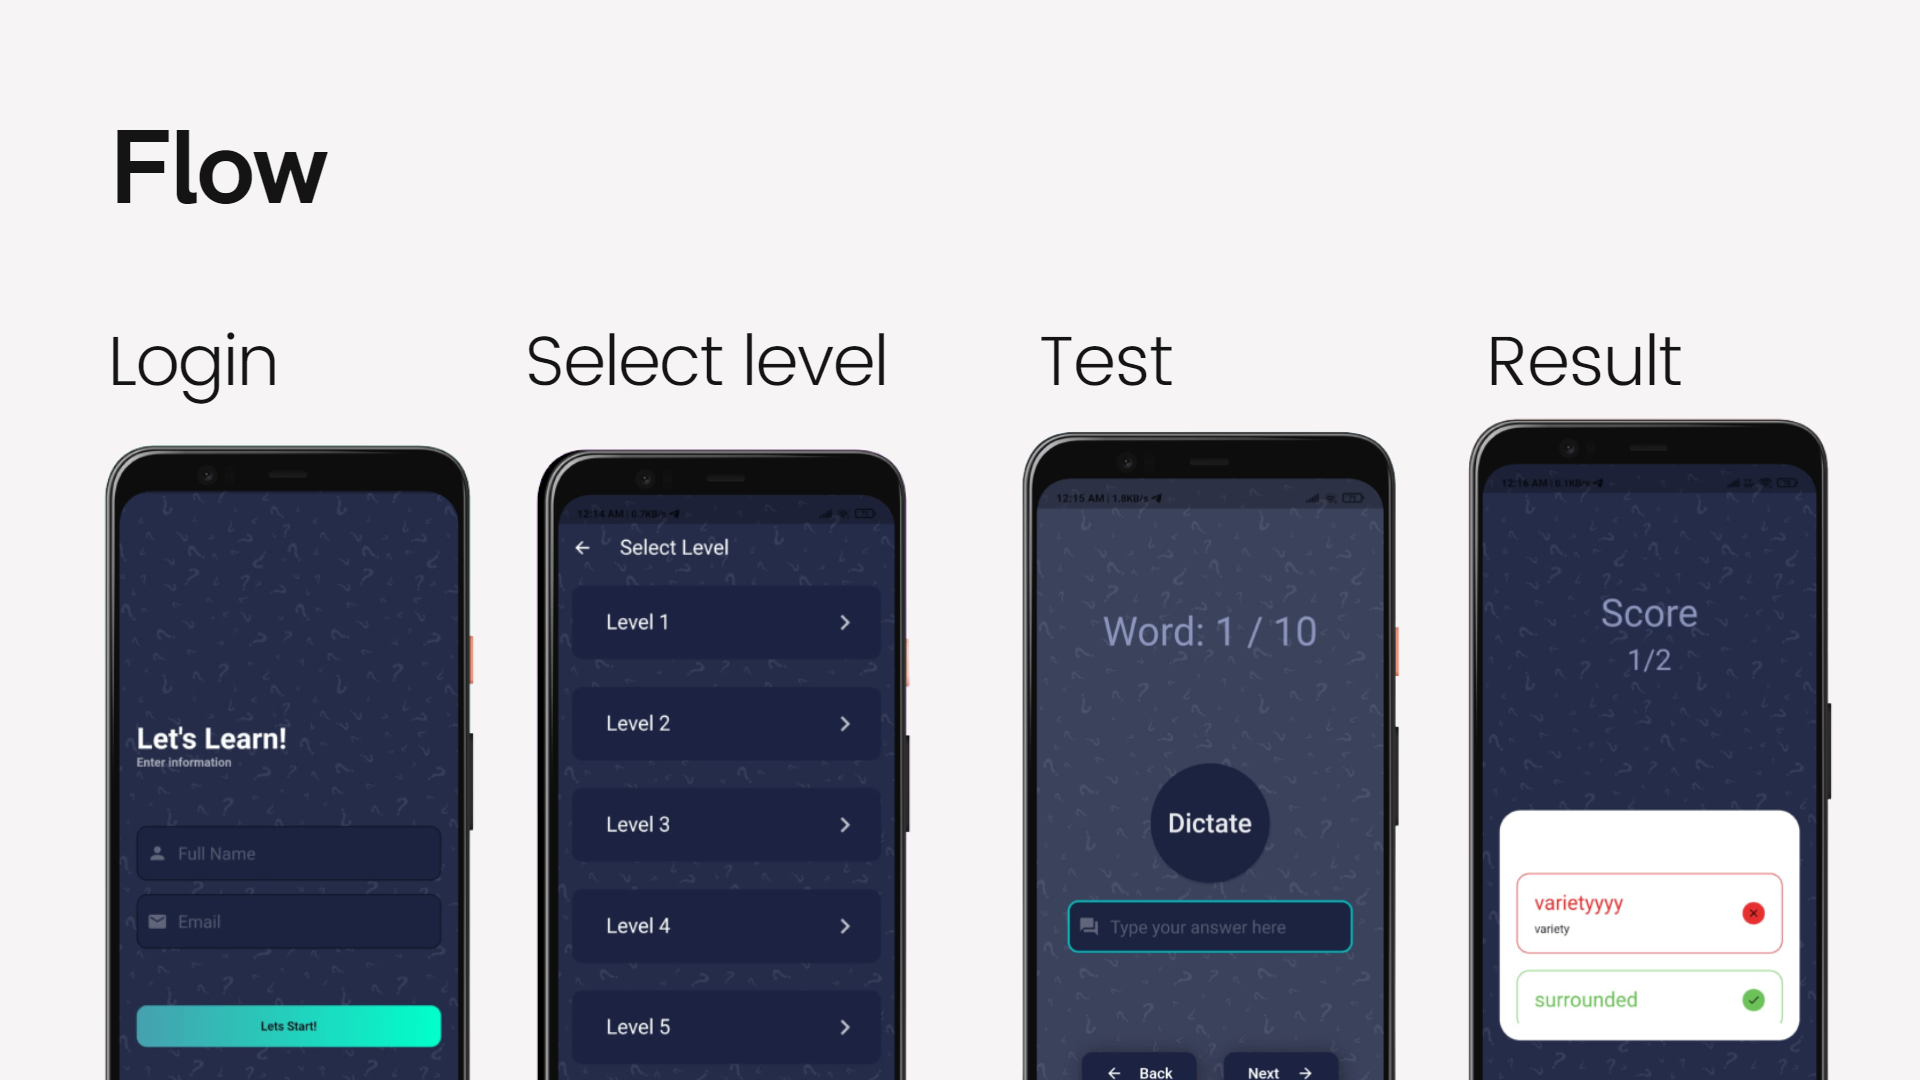 Flow
Login
Select level
Test
Result
Let's Learn!
Enter information
Full Name
Email
Lets Start!
12:14 AM | 0.7KB/s
Select Level
Level 1
Level 2
Level 3
Level 4
Level 5
12:15 AM | 1.8KB/s
Word: 1 / 10
Dictate
Type your answer here
Back
Next
12:16 AM | 0.1KB/s
Score
1/2
varietyyyy
variety
surrounded